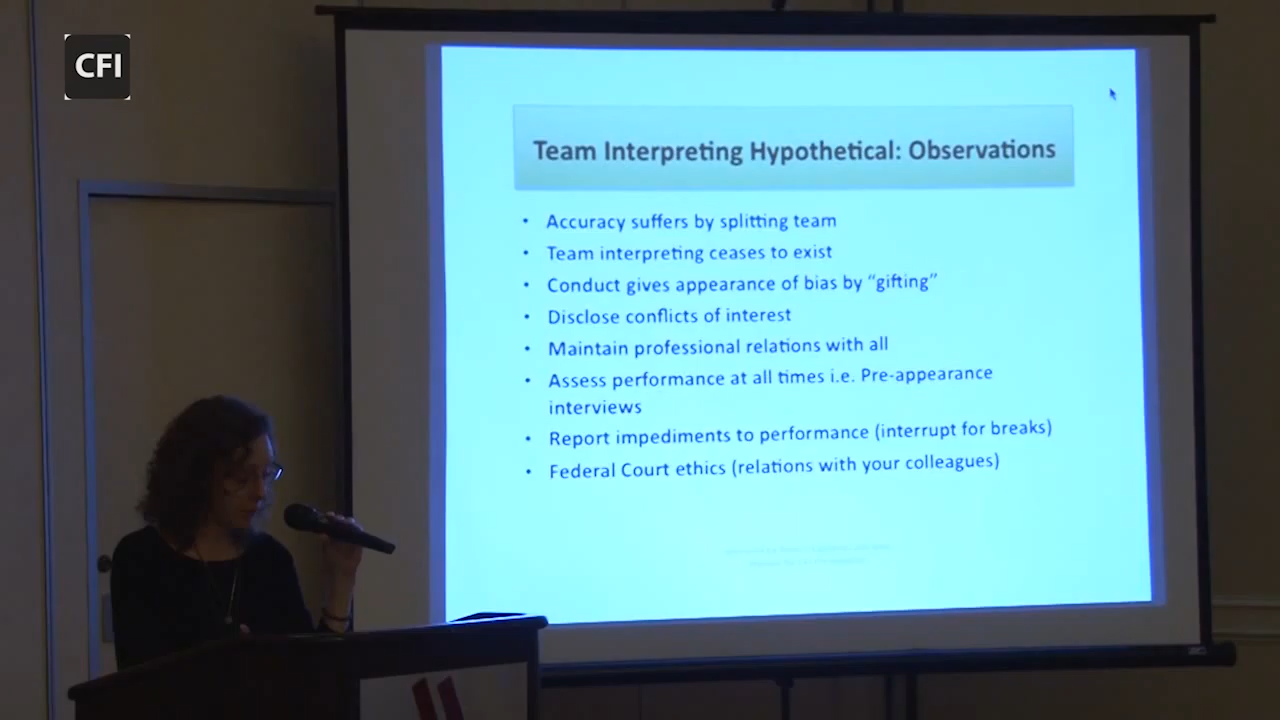 CFI
Team Interpreting Hypothetical: Observations
• Accuracy suffers by splitting team
• Team interpreting ceases to exist
• Conduct gives appearance of bias by “gifting”
• Disclose conflicts of interest
• Maintain professional relations with all
• Assess performance at all times i.e. Pre-appearance
interviews
• Report impediments to performance (interrupt for breaks)
• Federal Court ethics (relations with your colleagues)